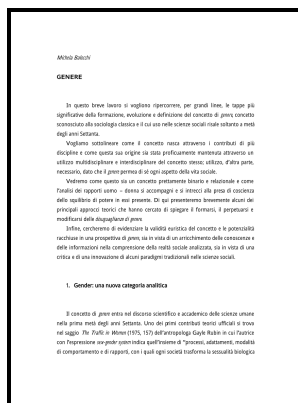 Mihaela Balocchi
GENERE
In questo breve lavoro si vogliono ripercorrere, per grandi linee, le tappe più
significative della formazione, evoluzione e definizione del concetto di genere, concetto
sconosciuto alla sociologia classica e il cui uso nelle scienze sociali risale soltanto a metà
degli anni Settanta.
Vogliamo sottolineare come il concetto nasca attraverso i contributi di più
discipline e come questa sua origine sia stata proficuamente mantenuta attraverso un
utilizzo multidisciplinare e interdisciplinare del concetto stesso; utilizzo, d'altra parte,
necessario, dato che il genere permea di sé ogni aspetto della vita sociale.
Vedremo come questo sia un concetto prettamente binario e relazionale e come
l'analisi dei rapporti uomo – donna si accompagni e si intrecci alla presa di coscienza
dello squilibrio di potere in essi presente. Di qui presenteremo brevemente alcuni dei
principali approcci teorici che hanno cercato di spiegare il formarsi, il perpetuarsi e
modificarsi delle disuguaglianze di genere.
Infine, cercheremo di evidenziare la validità euristica del concetto e le potenzialità
racchiuse in una prospettiva di genere, sia in vista di un arricchimento delle conoscenze e
delle informazioni nella comprensione della realtà sociale analizzata, sia in vista di una
critica e di una innovazione di alcuni paradigmi tradizionali nelle scienze sociali.
1. Gender: una nuova categoria analitica
Il concetto di genere entra nel discorso scientifico e accademico delle scienze umane
nella prima metà degli anni Settanta. Uno dei primi contributi teorici ufficiali si trova
nel saggio The Traffic in Women (1975, 157) dell'antropologa Gayle Rubin in cui l'autrice
con l'espressione sex-gender system indica quell'insieme di "processi, adattamenti, modalità
di comportamento e di rapporti, con i quali ogni società trasforma la sessualità biologica